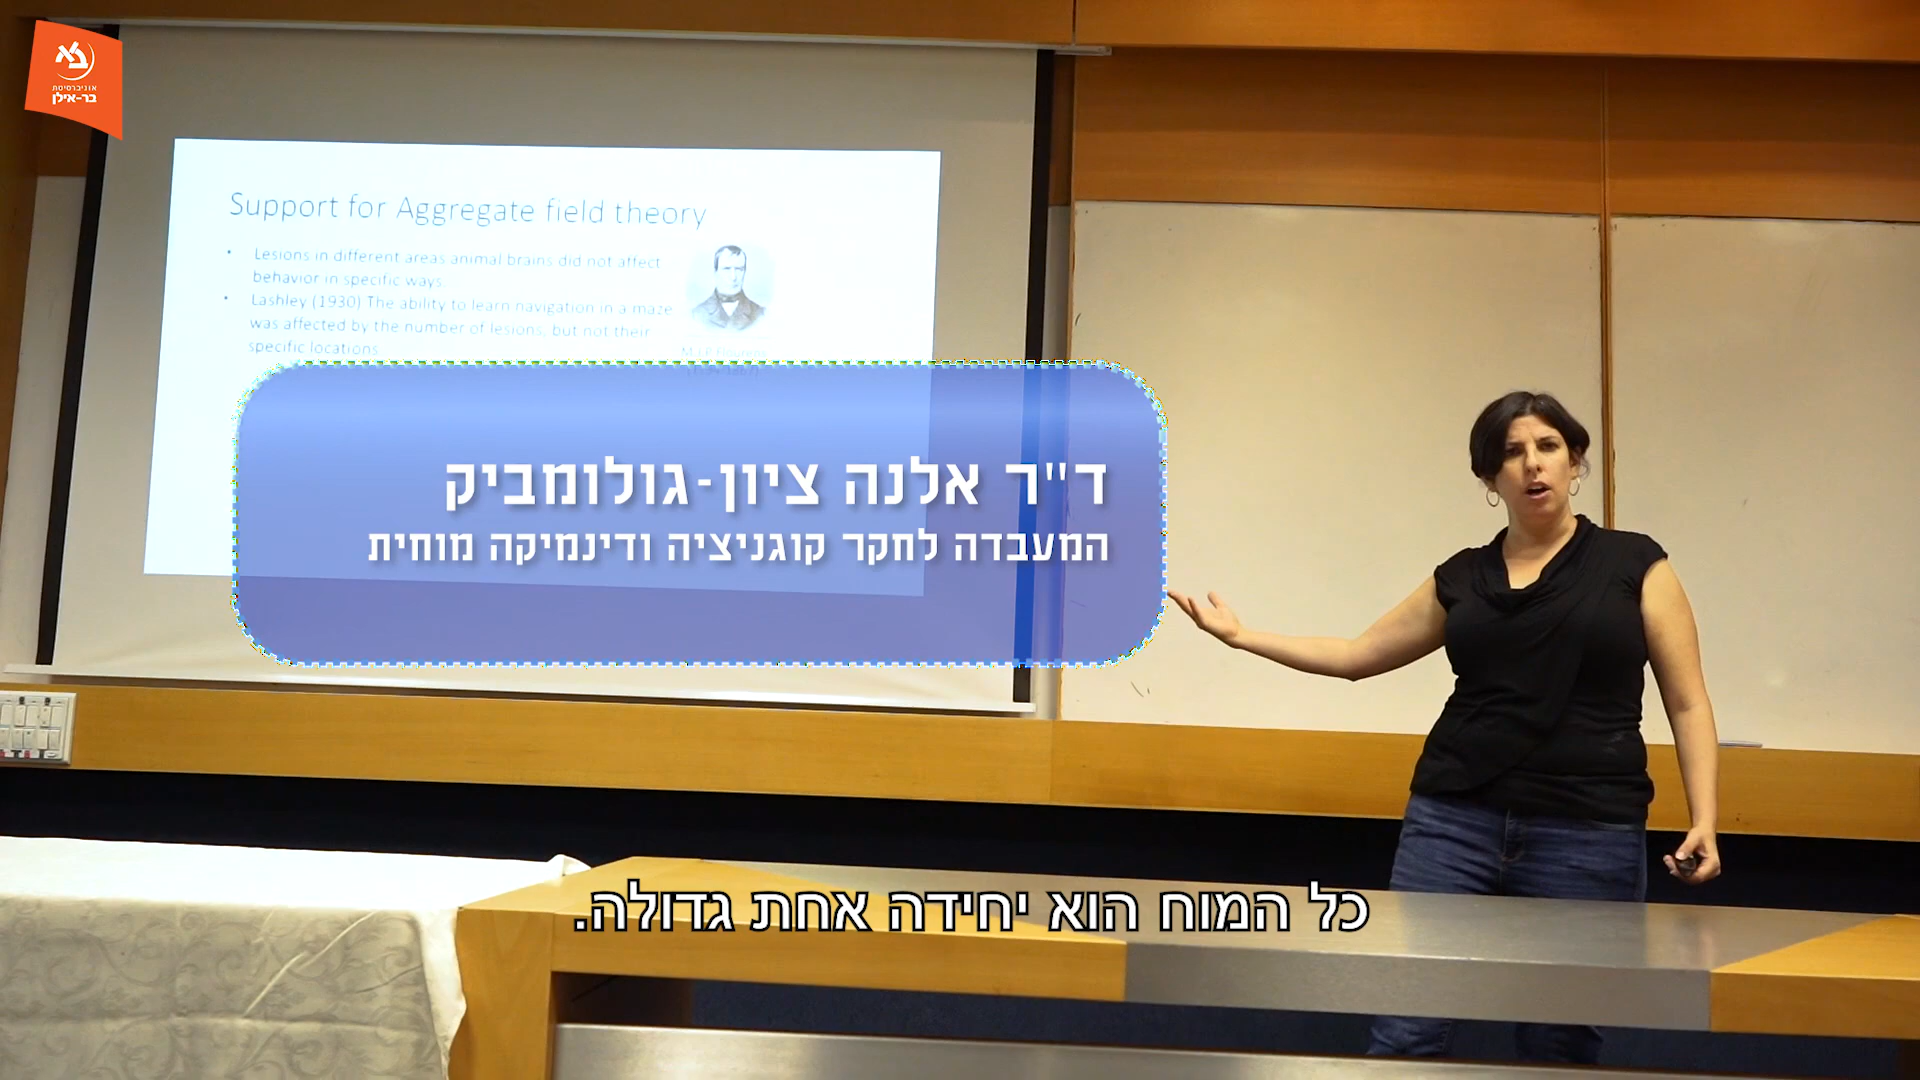 בא
אוניברסיטת
בר-אילן
Support for Aggregate field theory
• Lesions in different areas animal brains did not affect
behavior in specific ways.
• Lashley (1930) The ability to learn navigation in a maze
was affected by the number of lesions, but not their
specific locations.
ד"ר אלנה ציון-גולומביק
המעבדה לחקר קוגניציה ודינמיקה מוחית
כל המוח הוא יחידה אחת גדולה.